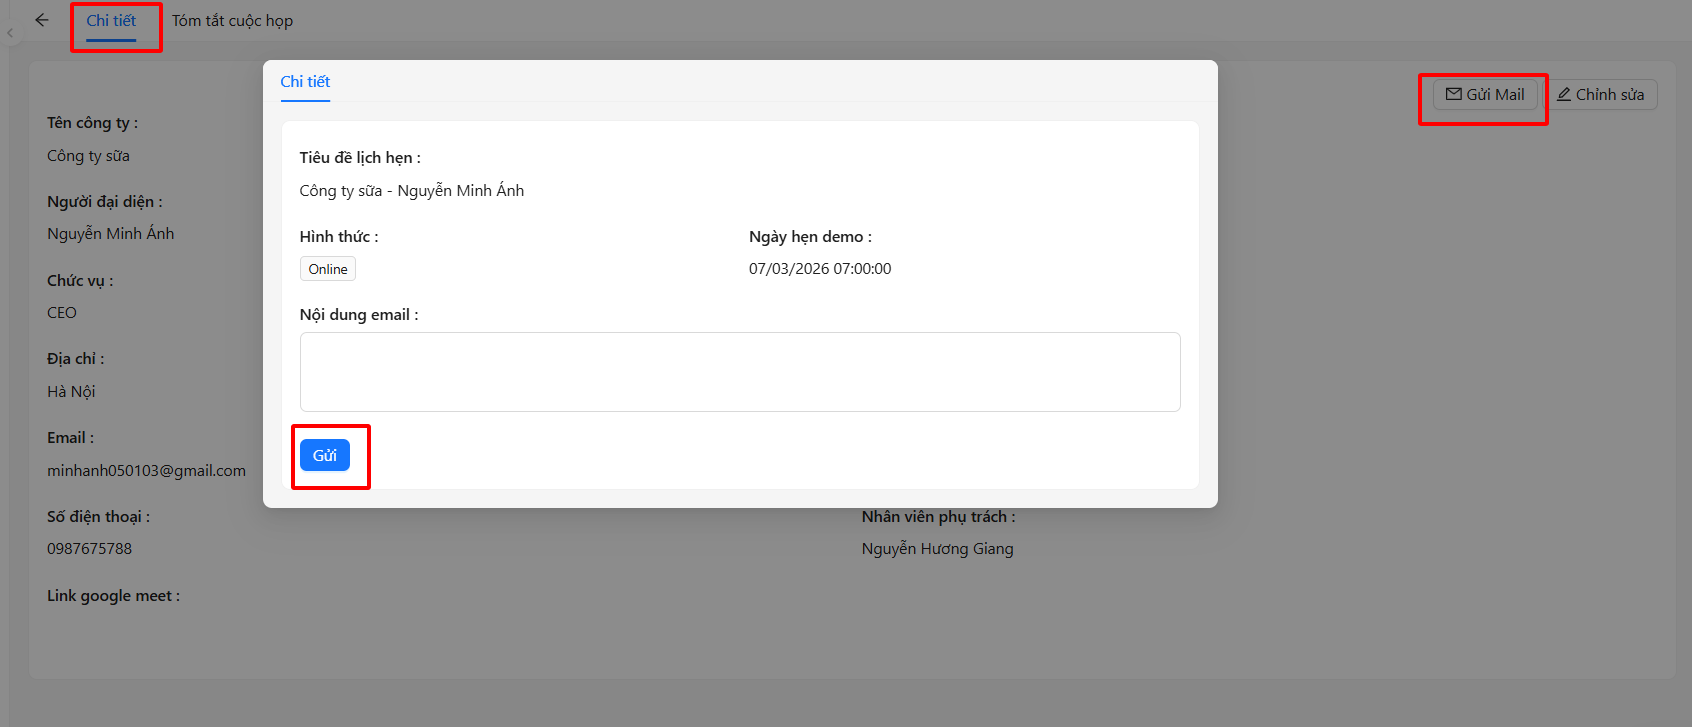 Chi tiết Tóm tắt cuộc họp
Gửi Mail Chỉnh sửa
Tên công ty :
Công ty sữa
Người đại diện :
Nguyễn Minh Ánh
Chức vụ :
CEO
Địa chỉ :
Hà Nội
Email :
minhanh050103@gmail.com
Số điện thoại :
0987675788
Link google meet :
Nhân viên phụ trách :
Nguyễn Hương Giang
Chi tiết
Tiêu đề lịch hẹn :
Công ty sữa - Nguyễn Minh Ánh
Hình thức :
Online
Ngày hẹn demo :
07/03/2026 07:00:00
Nội dung email :
Gửi